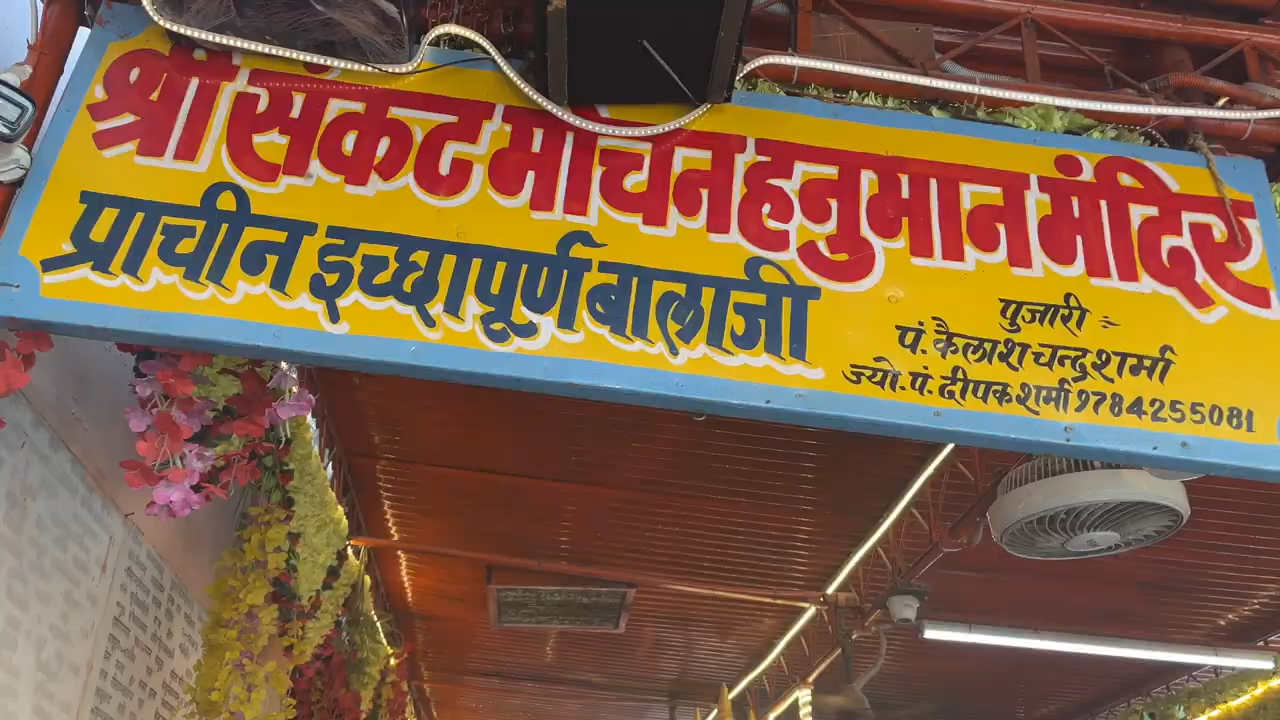 श्री संकट मोचन हनुमान मंदिर
प्राचीन इच्छापूर्ण बालाजी
पुजारी :-
पं. कैलाश चन्द्र शर्मा
ज्यो. पं. दीपक शर्मा 9784255081